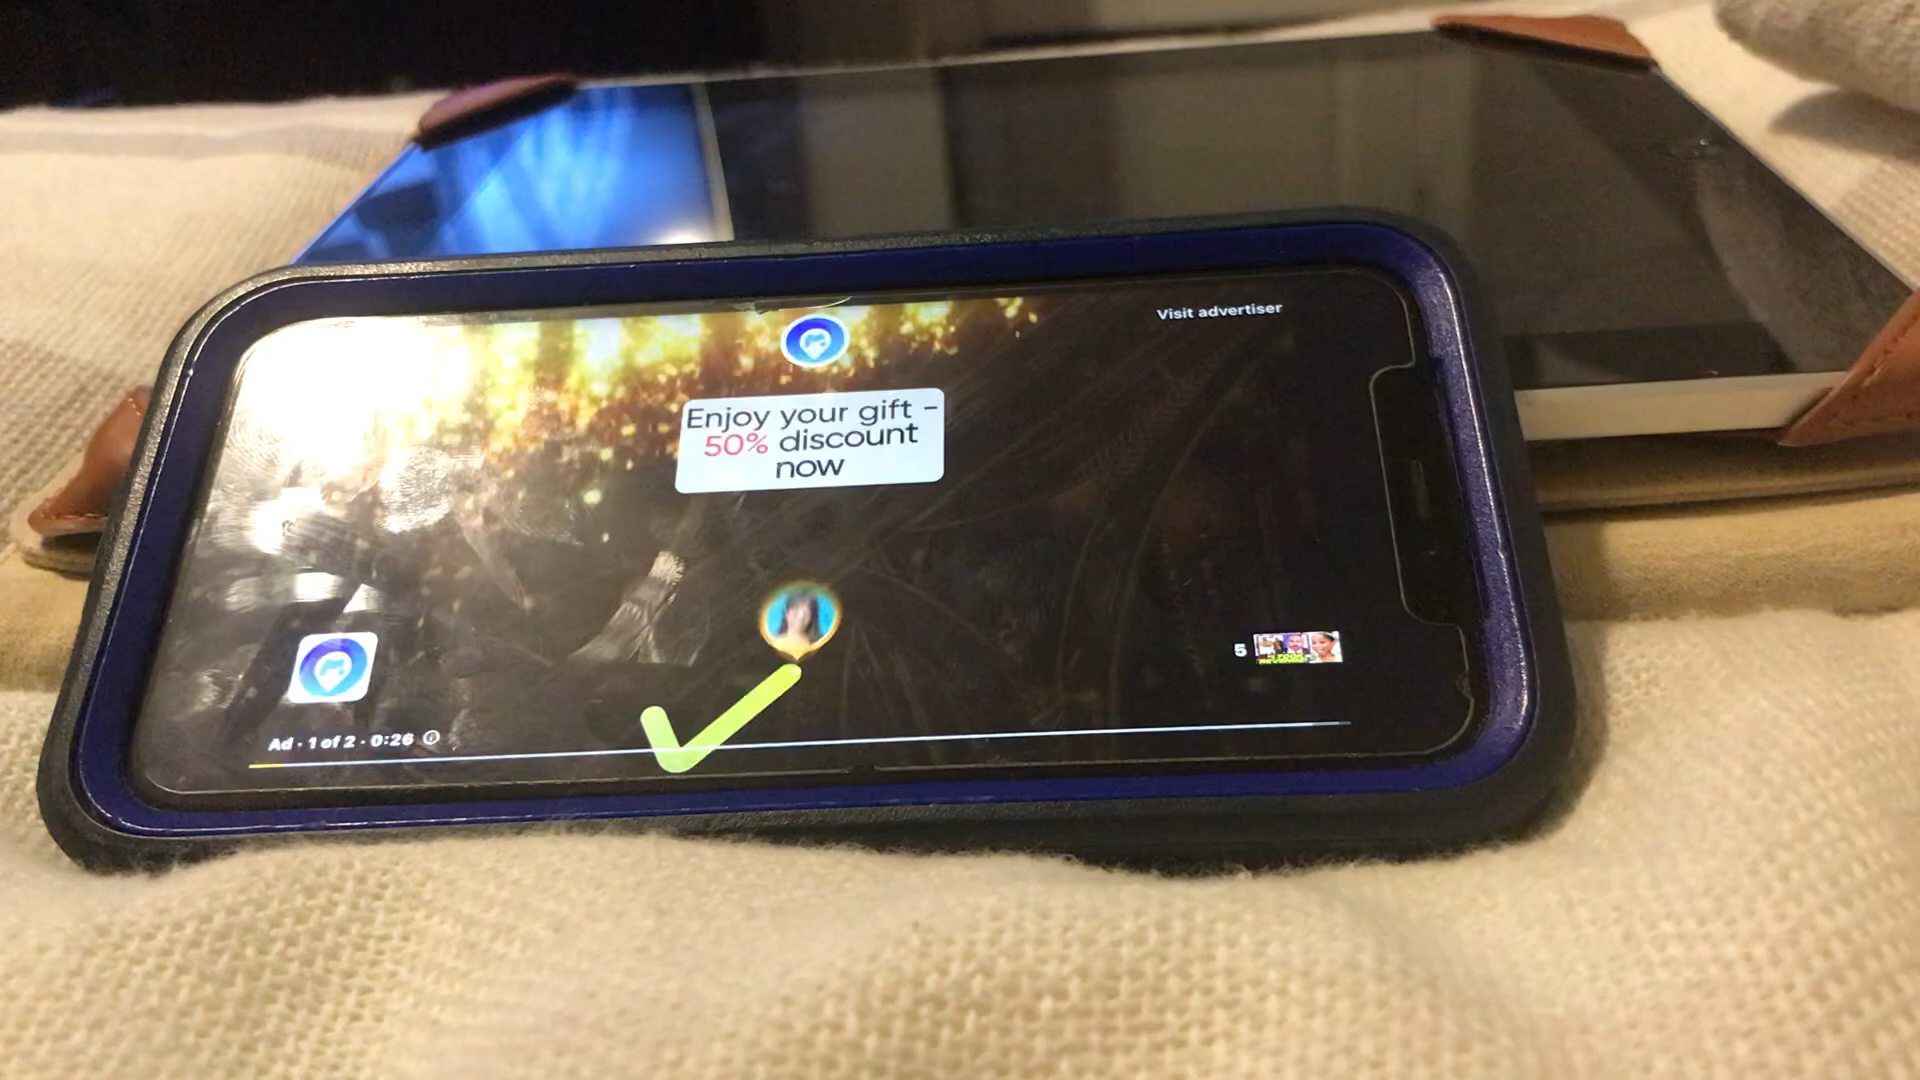 Visit advertiser
Enjoy your gift -
50% discount
now
5
Ad · 1 of 2 · 0:26